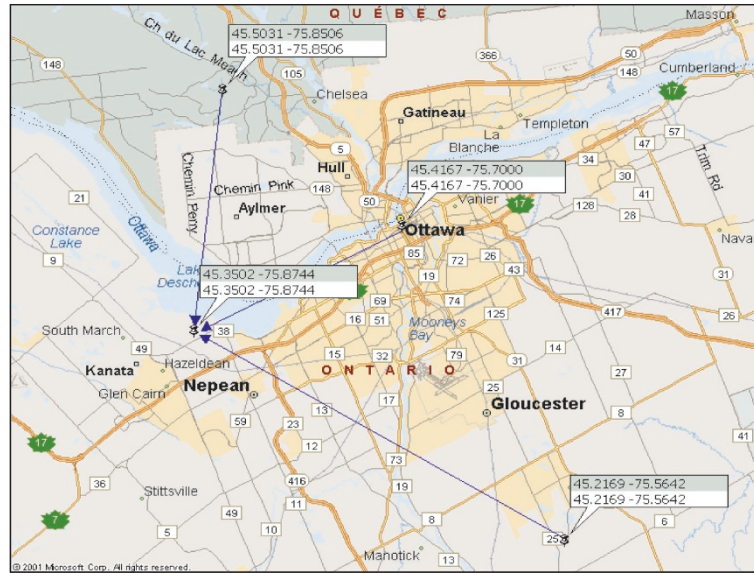 QUÉBEC
Masson
45.5031 -75.8506
45.5031 -75.8506
Ch du Lac Meach
148
366
50
148
Cumberland
17
105
Chelsea
Gatineau
Templeton
La
Blanche
5
47
57
Trim Rd
Hull
Chemin Pink
148
Chemin Perry
45.4167 -75.7000
45.4167 -75.7000
34
30
41
21
Aylmer
50
Vanier
17
128
28
Constance
Lake
9
Ottawa
Ottawa
Nava
85
72
26
19
43
31
Lak
Desch
45.3502 -75.8744
45.3502 -75.8744
69
74
26
16
51
Mooneys
Bay
125
417
South March
38
49
Hazeldean
15
32
79
31
14
Kanata
ONTARIO
27
Glen Cairn
Nepean
17
25
Gloucester
59
13
8
23
12
17
73
45.2169 -75.5642
45.2169 -75.5642
36
416
19
Stittsville
49
10
8
6
7
5
13
25
Manotick
© 2001 Microsoft Corp. All rights reserved.